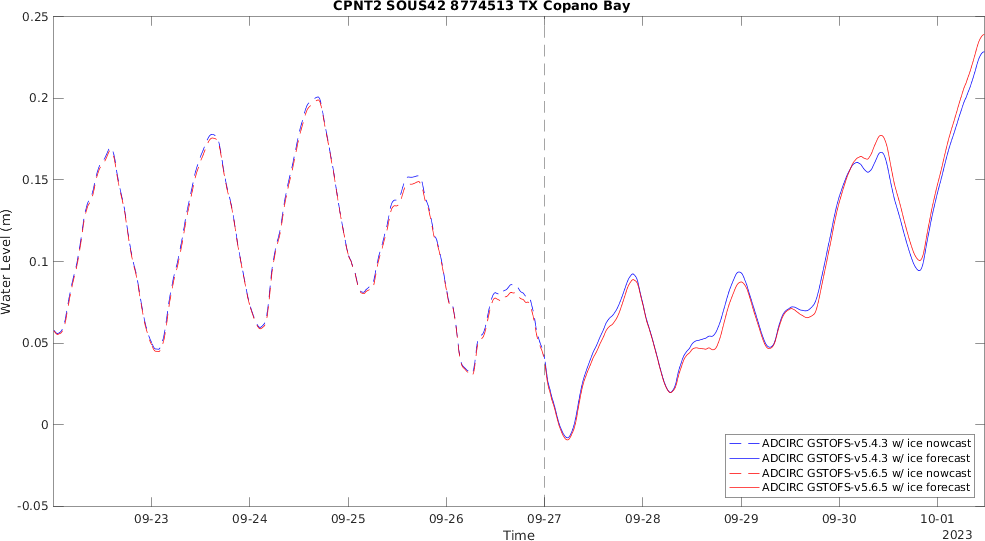 CPNT2 SOUS42 8774513 TX Copano Bay
0.25
0.2
0.15
0.1
0.05
0
-0.05
Water Level (m)
09-23 09-24 09-25 09-26 09-27 09-28 09-29 09-30 10-01
Time
2023
ADCIRC GSTOFS-v5.4.3 w/ ice nowcast
ADCIRC GSTOFS-v5.4.3 w/ ice forecast
ADCIRC GSTOFS-v5.6.5 w/ ice nowcast
ADCIRC GSTOFS-v5.6.5 w/ ice forecast